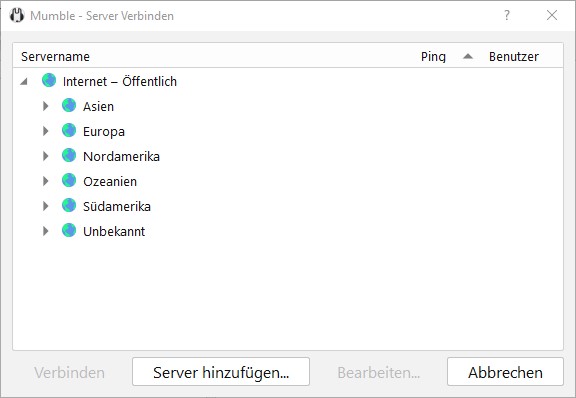 Mumble - Server Verbinden
?
Servername Ping Benutzer
Internet – Öffentlich
Asien
Europa
Nordamerika
Ozeanien
Südamerika
Unbekannt
Verbinden Server hinzufügen... Bearbeiten... Abbrechen